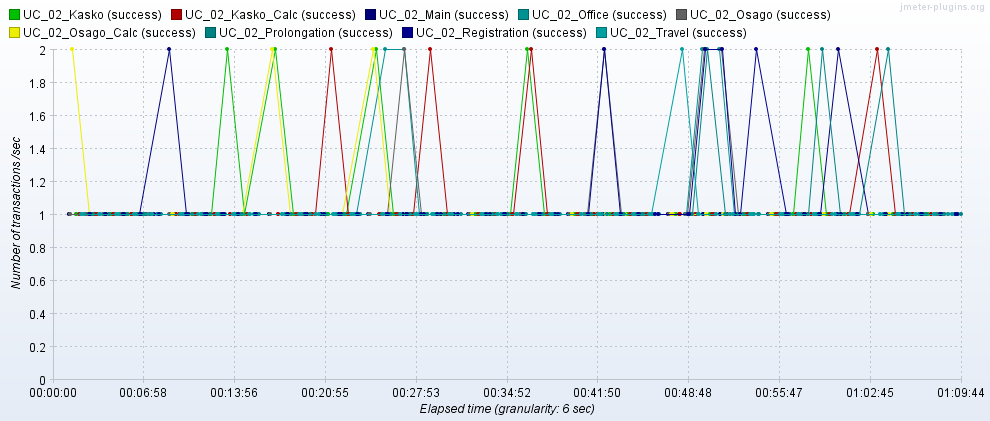 jmeter-plugins.org
UC_02_Kasko (success) UC_02_Kasko_Calc (success) UC_02_Main (success) UC_02_Office (success) UC_02_Osago (success)
UC_02_Osago_Calc (success) UC_02_Prolongation (success) UC_02_Registration (success) UC_02_Travel (success)
Number of transactions /sec
2
1.8
1.6
1.4
1.2
1
0.8
0.6
0.4
0.2
0
00:00:00 00:06:58 00:13:56 00:20:55 00:27:53 00:34:52 00:41:50 00:48:48 00:55:47 01:02:45 01:09:44
Elapsed time (granularity: 6 sec)